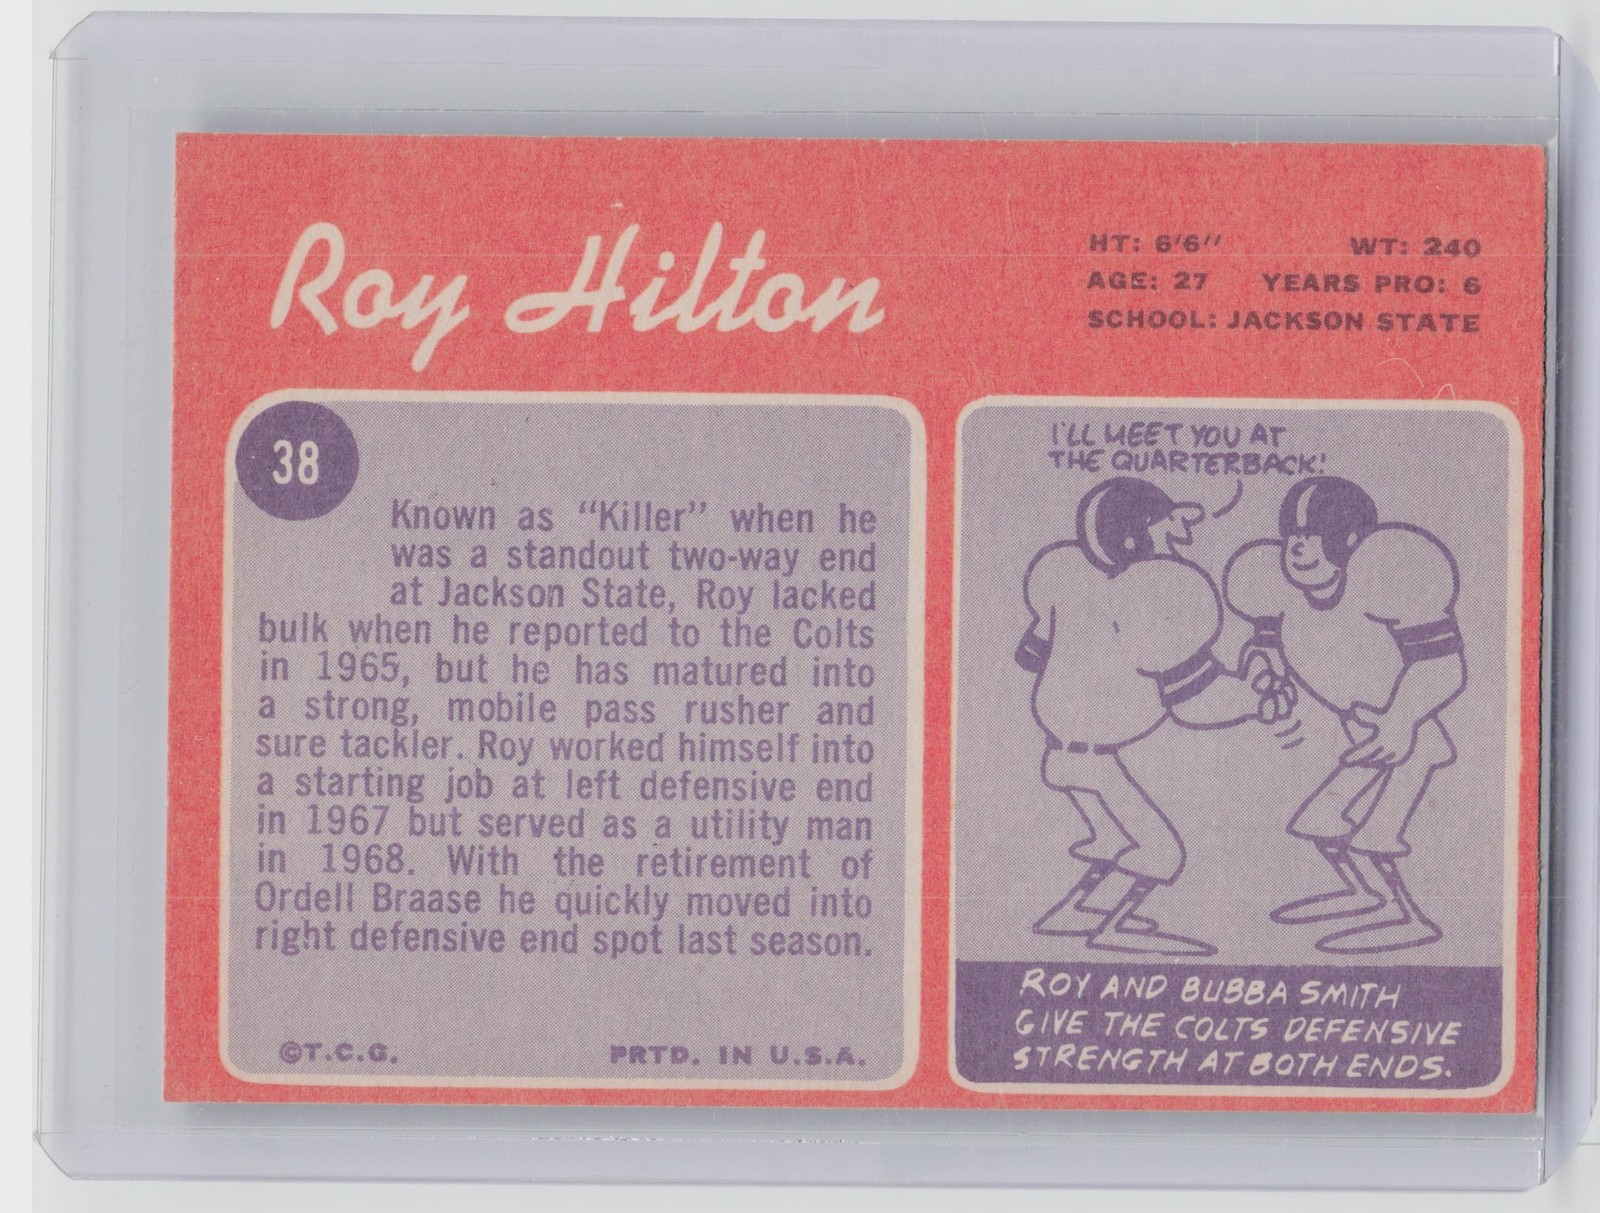 Roy Hilton
HT: 6'6" WT: 240
AGE: 27 YEARS PRO: 6
SCHOOL: JACKSON STATE
38
Known as "Killer" when he
was a standout two-way end
at Jackson State, Roy lacked
bulk when he reported to the Colts
in 1965, but he has matured into
a strong, mobile pass rusher and
sure tackler. Roy worked himself into
a starting job at left defensive end
in 1967 but served as a utility man
in 1968. With the retirement of
Ordell Braase he quickly moved into
right defensive end spot last season.
©T.C.G. PRTD. IN U.S.A.
I'LL MEET YOU AT
THE QUARTERBACK!
ROY AND BUBBA SMITH
GIVE THE COLTS DEFENSIVE
STRENGTH AT BOTH ENDS.